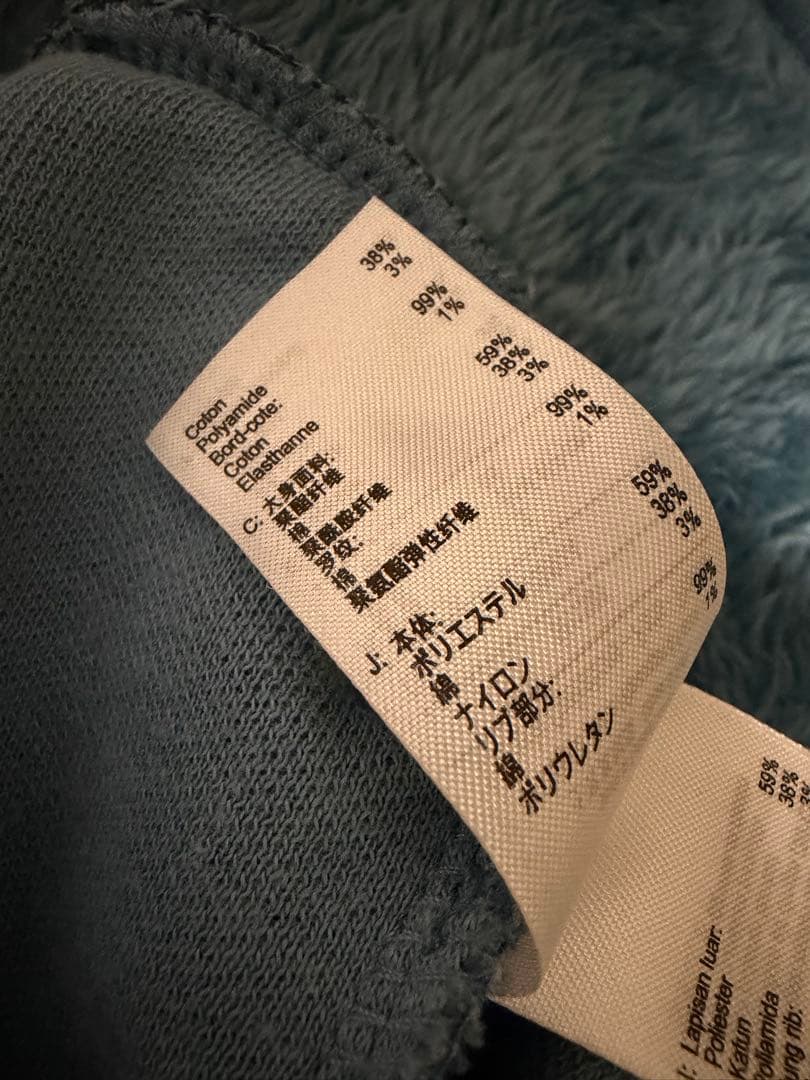 Coton 38%
Polyamide 3%
Bord-cote:
Coton 99%
Elasthanne 1%
C: 大身面料:
聚酯纤维 59%
棉 38%
聚酰胺纤维 3%
罗纹:
棉 99%
聚氨酯弹性纤维 1%
J: 本体:
ポリエステル 59%
綿 38%
ナイロン 3%
リブ部分:
綿 99%
ポリウレタン 1%
Lapisan luar:
Poliester 59%
Katun 38%